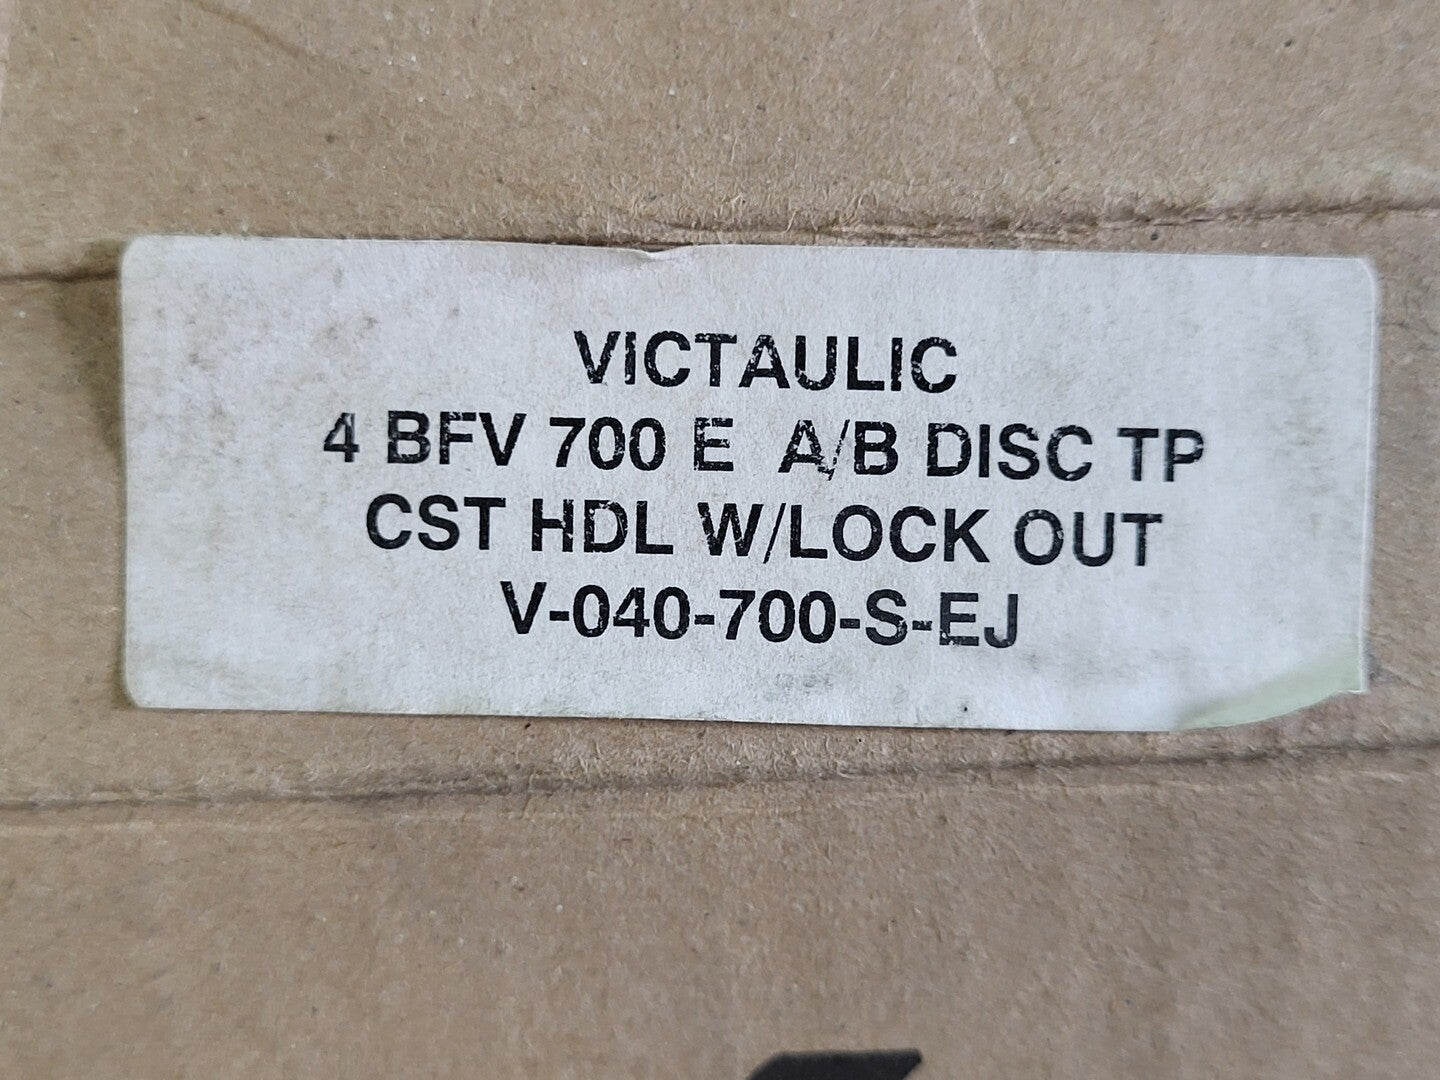 VICTAULIC
4 BFV 700 E A/B DISC TP
CST HDL W/LOCK OUT
V-040-700-S-EJ